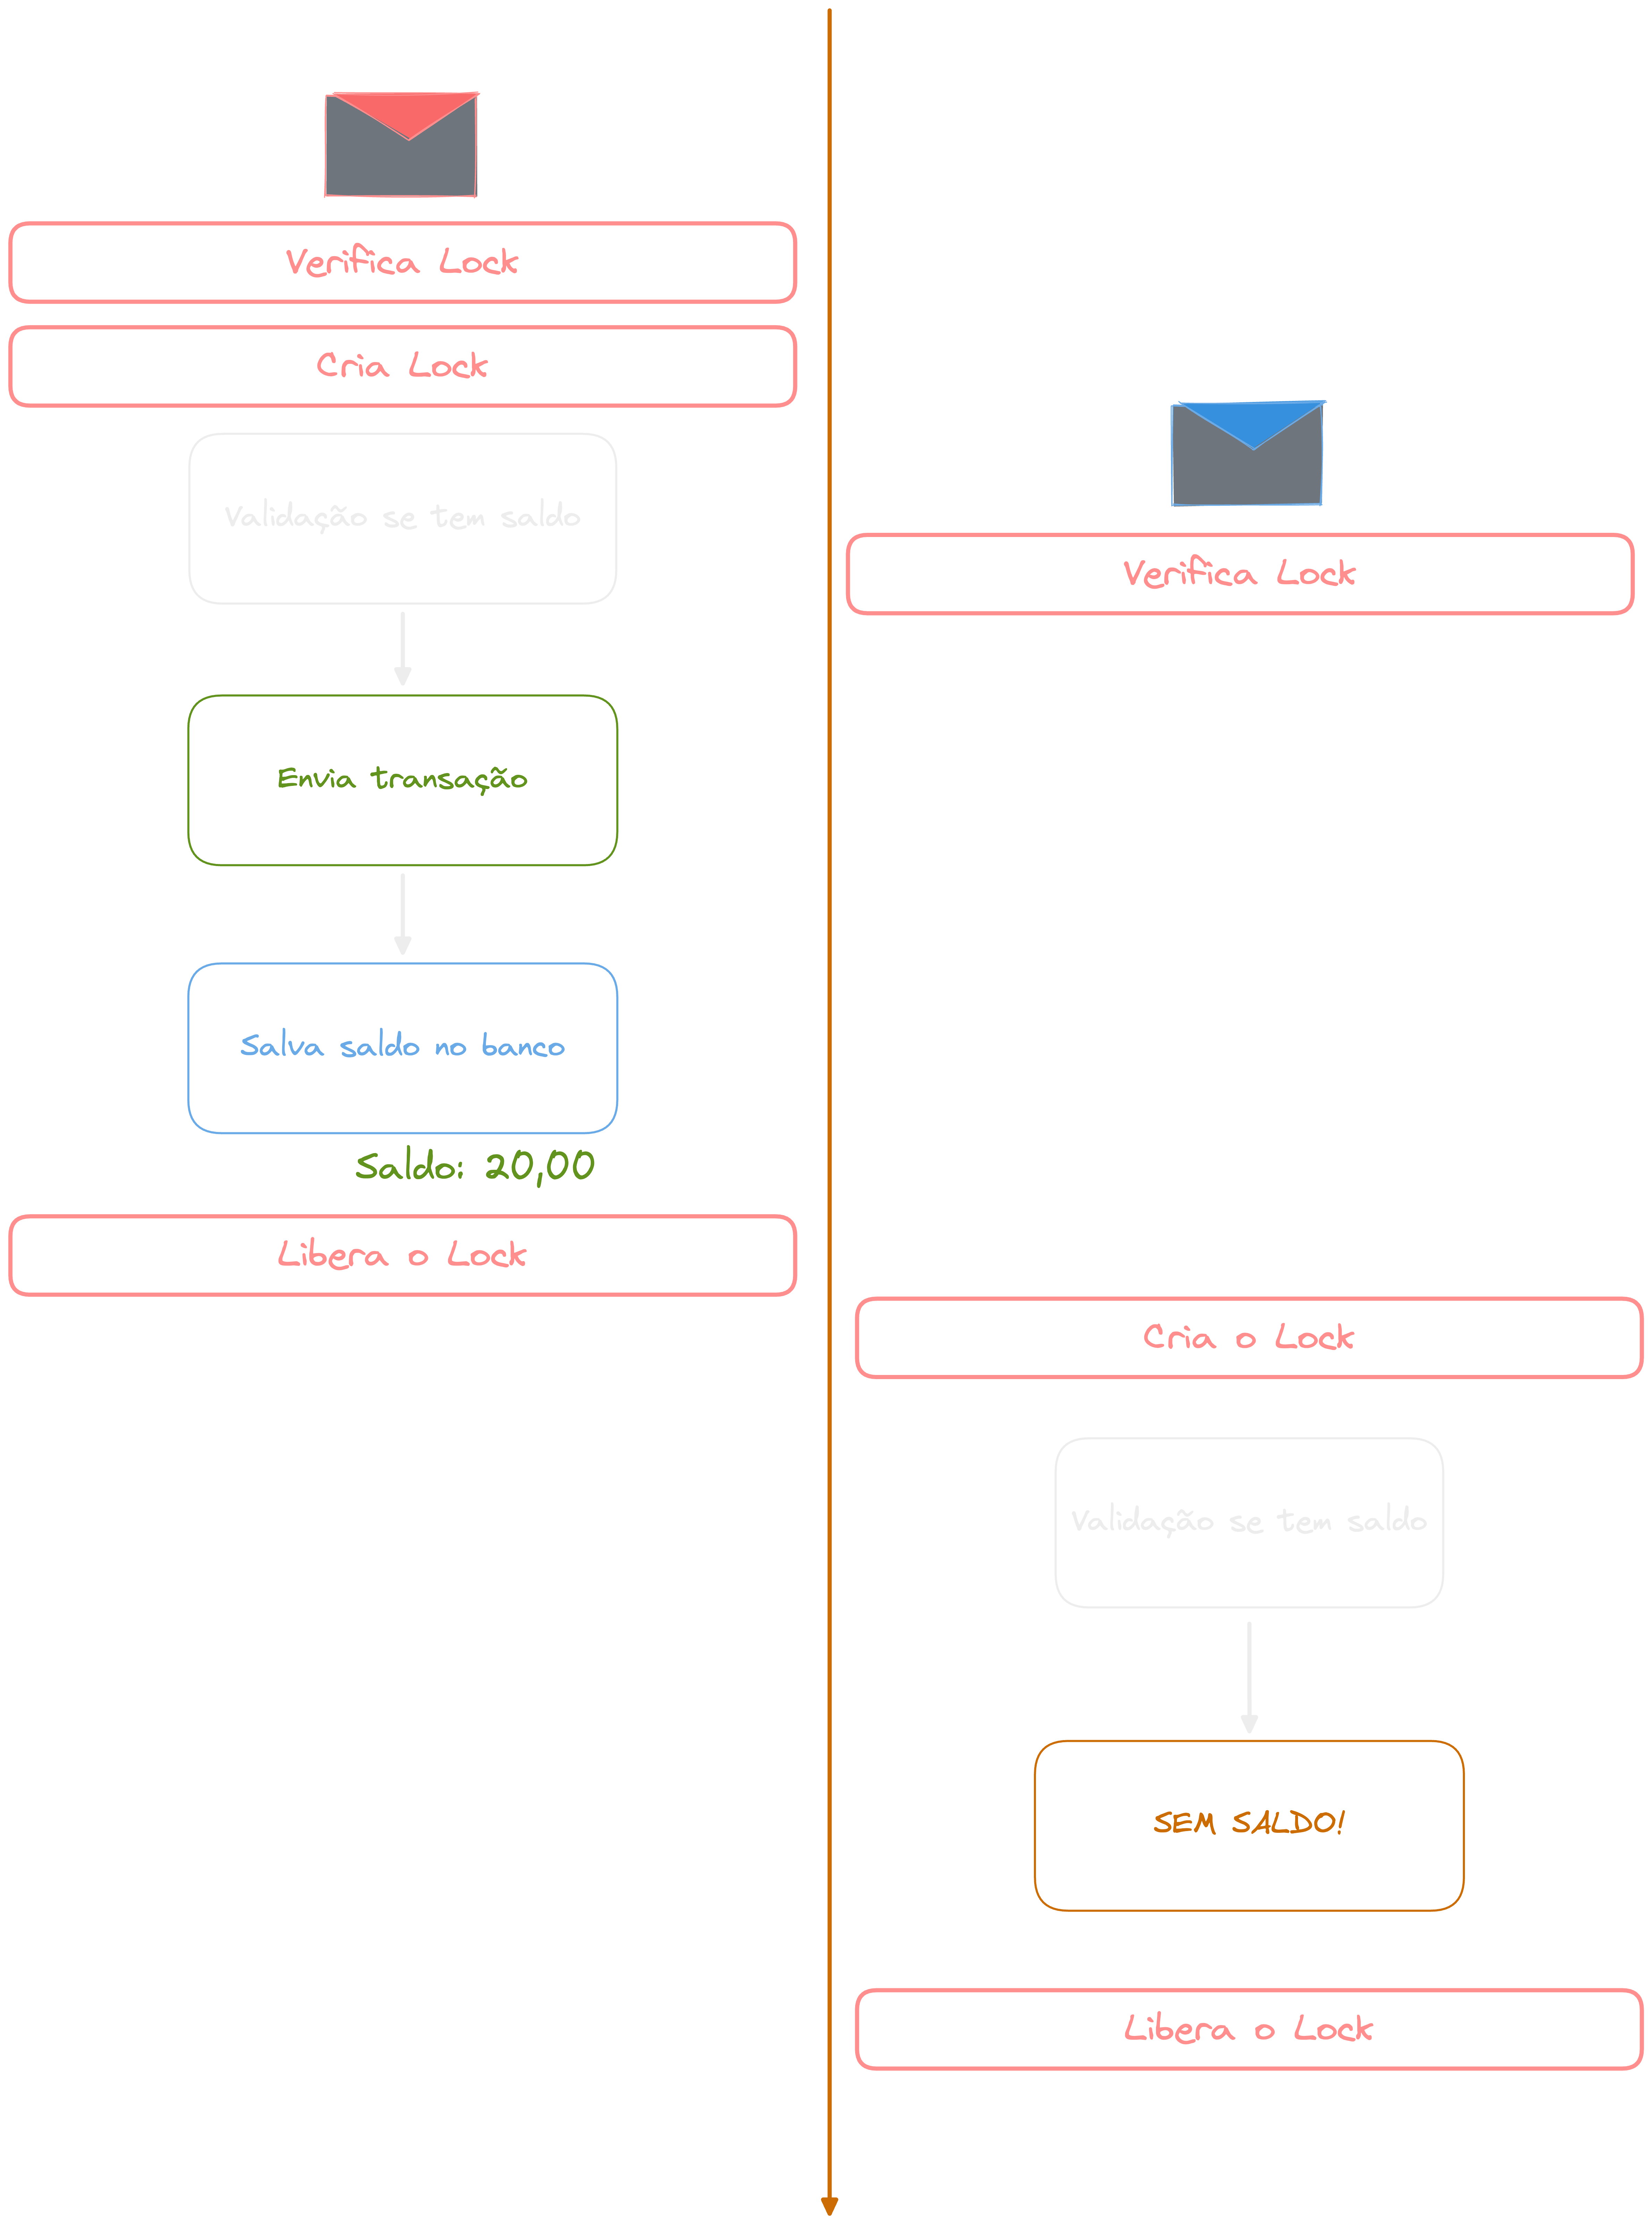 Verifica Lock
Cria Lock
Validação se tem saldo
Envia transação
Salva saldo no banco
Saldo: 20,00
Libera o Lock
Verifica Lock
Cria o Lock
Validação se tem saldo
SEM SALDO!
Libera o Lock